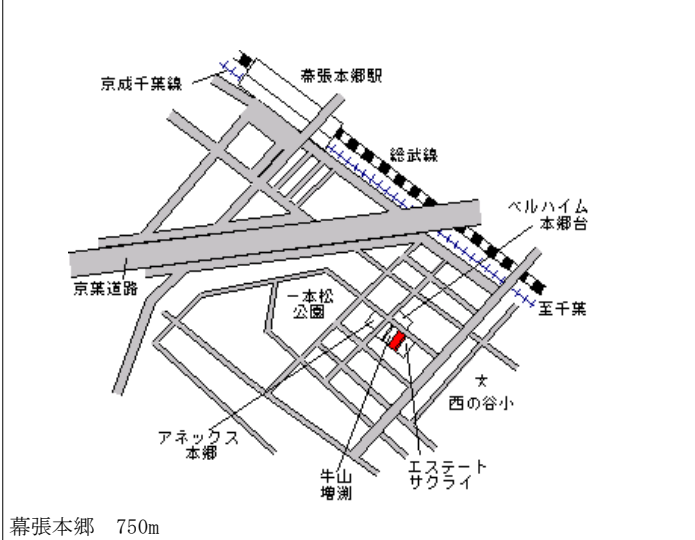 京成千葉線
幕張本郷駅
総武線
ベルハイム
本郷台
京葉道路
一本松
公園
至千葉
西の谷小
アネックス
本郷
牛山
増渕
エステート
サクライ
幕張本郷　750m